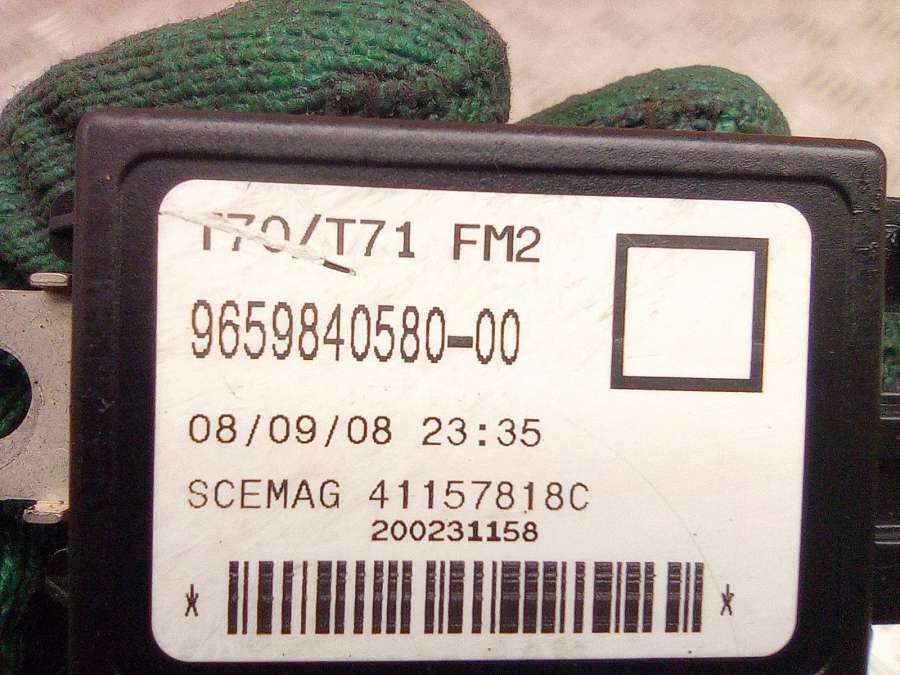 T70/T71 FM2
9659840580-00
08/09/08 23:35
SCEMAG 41157818C
200231158
* *